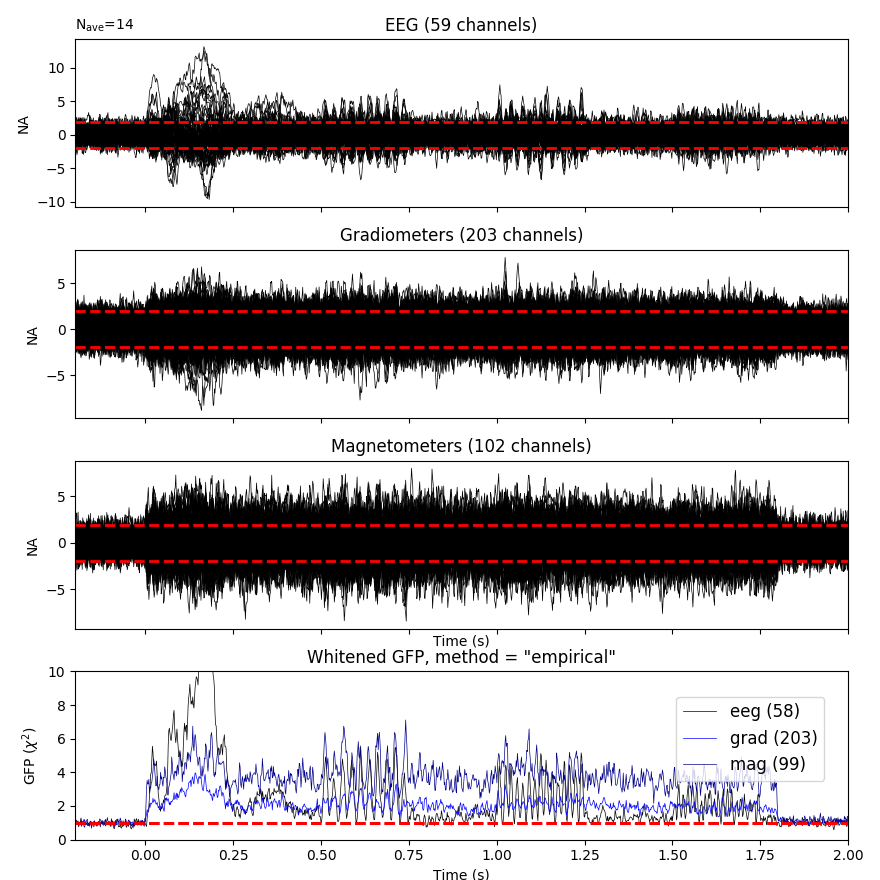 Nave=14
EEG (59 channels)
10
5
0
−5
−10
NA
Gradiometers (203 channels)
5
0
−5
NA
Magnetometers (102 channels)
5
0
−5
NA
Time (s)
Whitened GFP, method = "empirical"
10
8
6
4
2
0
GFP (χ²)
eeg (58)
grad (203)
mag (99)
0.00 0.25 0.50 0.75 1.00 1.25 1.50 1.75 2.00
Time (s)